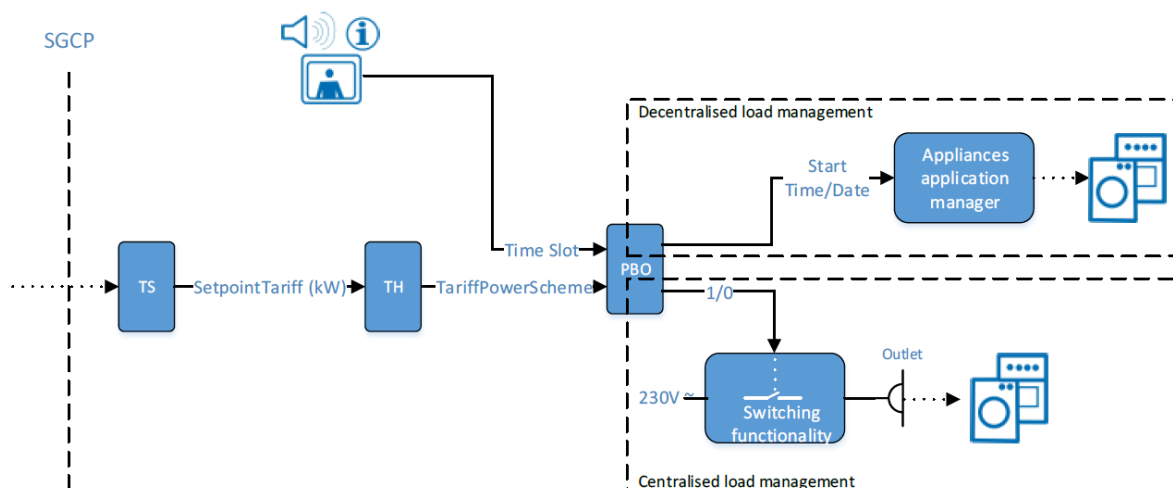 SGCP
Decentralised load management
Start
Time/Date
Appliances
application
manager
Time Slot
PBO
TS
SetpointTariff (kW)
TH
TariffPowerScheme
1/0
Outlet
230V ~
Switching
functionality
Centralised load management